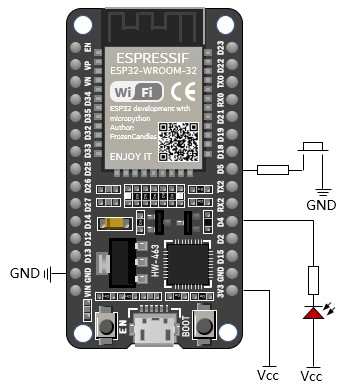 ESPRESSIF
ESP32-WROOM-32
Wi Fi CE
ESP32 development with
micropython
Author:
FrozenCandles
ENJOY IT
EN
VP
VN
D34
D35
D32
D33
D25
D26
D27
D14
D12
D13
GND
VIN
D23
D22
TX0
RX0
D21
D19
D18
D5
TX2
RX2
D4
D2
D15
GND
3V3
HW-463
EN
BOOT
GND
GND
Vcc
Vcc